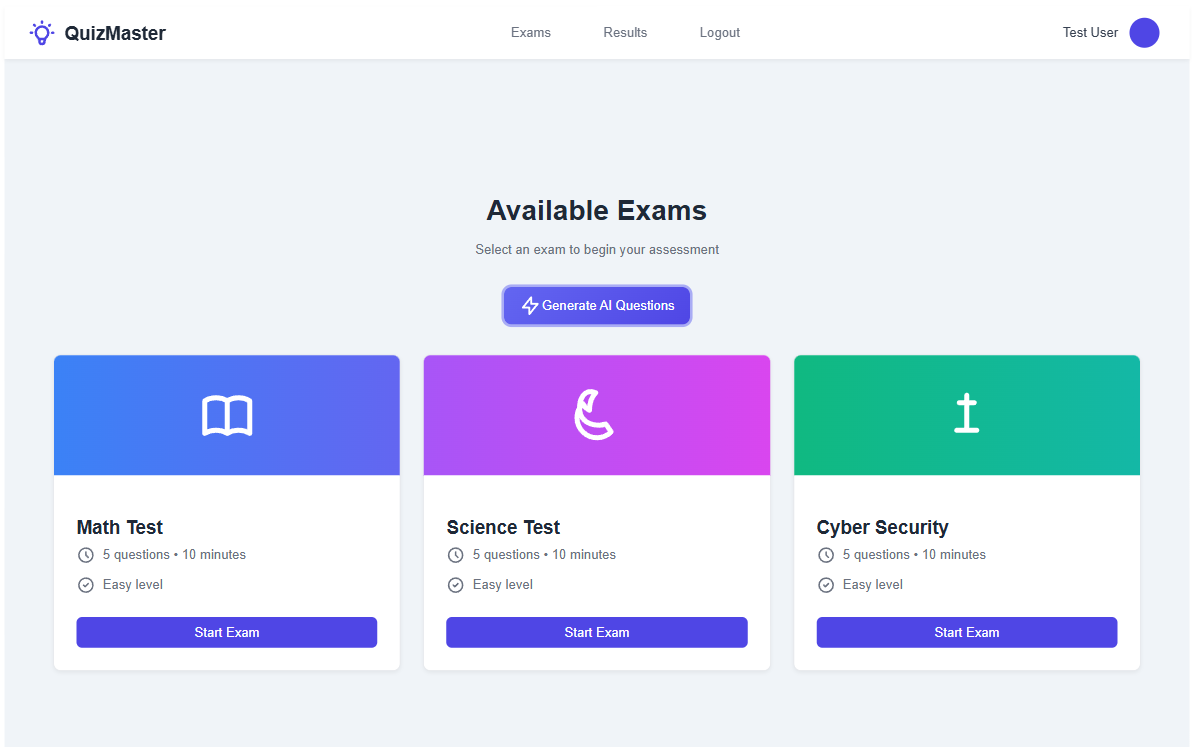 QuizMaster
Exams
Results
Logout
Test User
Available Exams
Select an exam to begin your assessment
Generate AI Questions
Math Test
5 questions • 10 minutes
Easy level
Start Exam
Science Test
5 questions • 10 minutes
Easy level
Start Exam
Cyber Security
5 questions • 10 minutes
Easy level
Start Exam